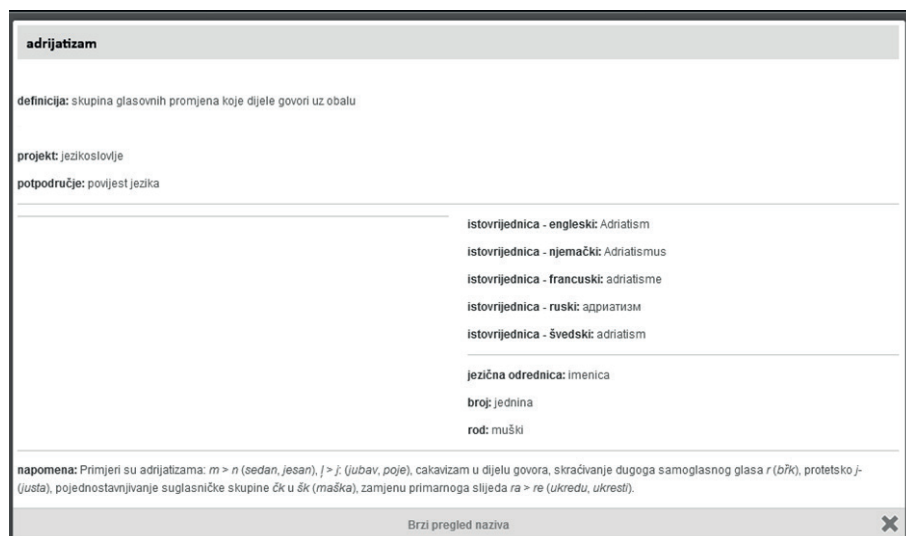 adrijatizam
definicija: skupina glasovnih promjena koje dijele govori uz obalu
projekt: jezikoslovlje
potpodručje: povijest jezika
istovrijednica - engleski: Adriatism
istovrijednica - njemački: Adriatismus
istovrijednica - francuski: adriatisme
istovrijednica - ruski: адриатизм
istovrijednica - švedski: adriatism
jezična odrednica: imenica
broj: jednina
rod: muški
napomena: Primjeri su adrijatizama: m > n (sedan, jesan), ļ > j: (jubav, poje), cakavizam u dijelu govora, skraćivanje dugoga samoglasnog glasa r (bȑk), protetsko j-
(justa), pojednostavnjivanje suglasničke skupine čk u šk (maška), zamjenu primarnoga slijeda ra > re (ukredu, ukresti).
Brzi pregled naziva